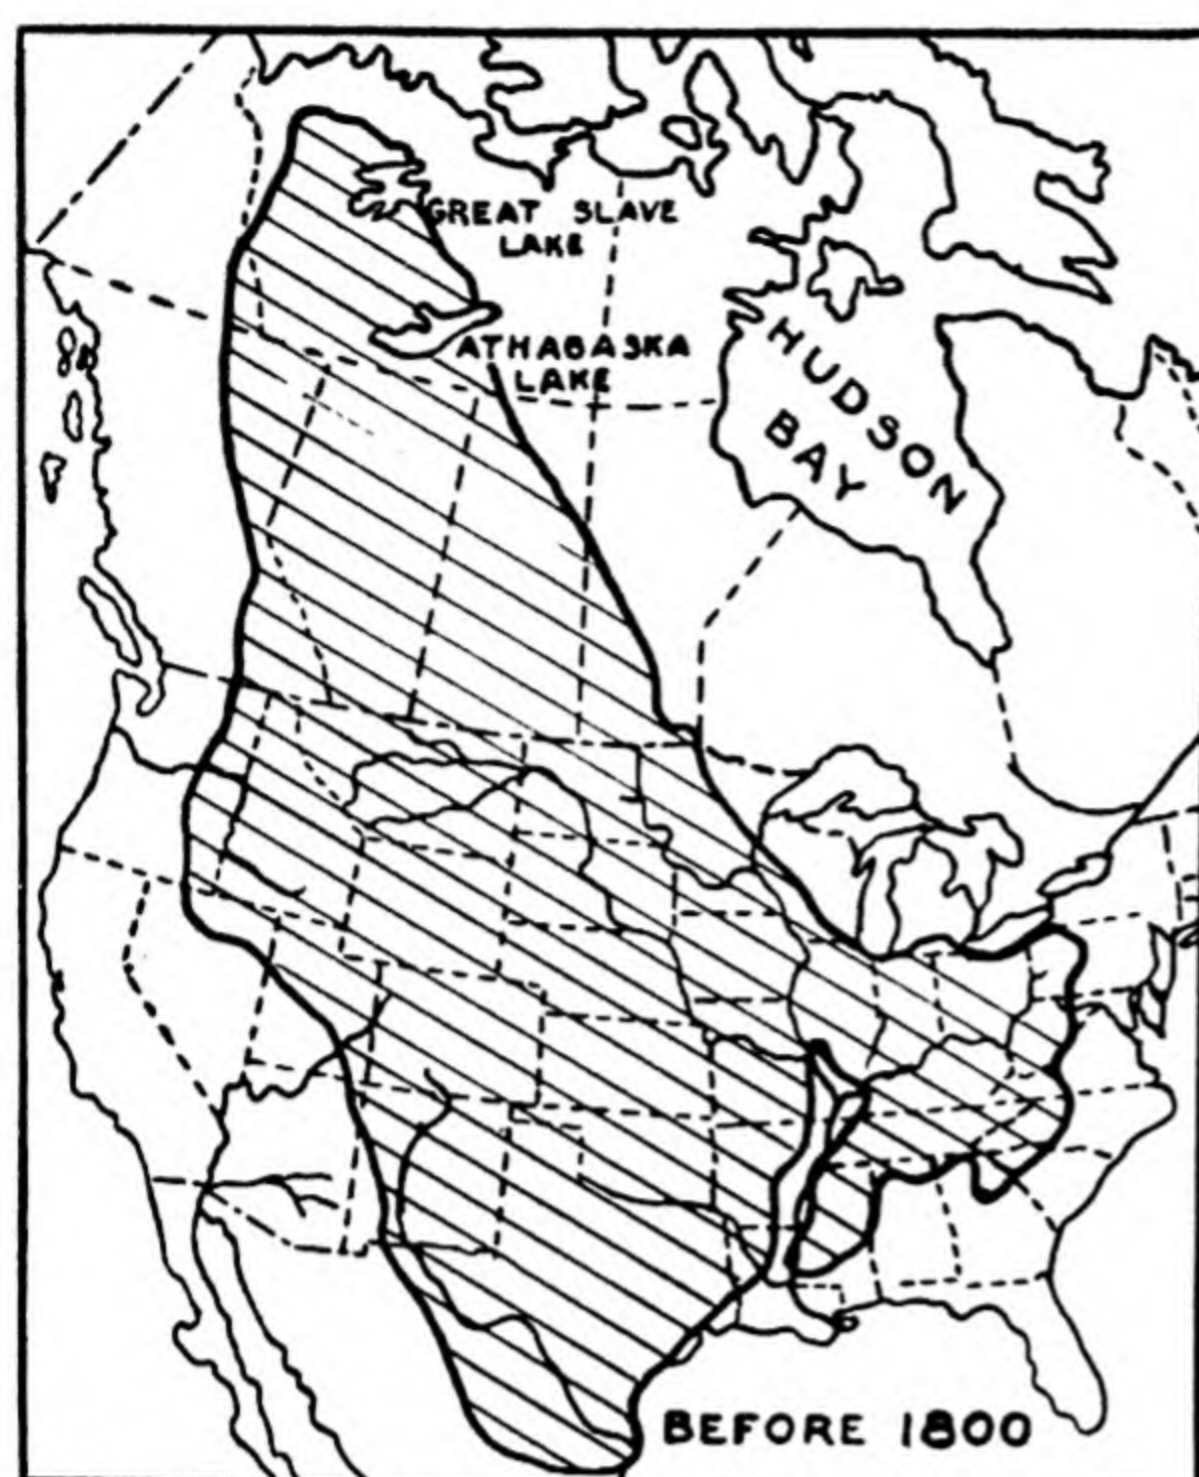 GREAT SLAVE
LAKE
ATHABASKA
LAKE
HUDSON
BAY
BEFORE 1800